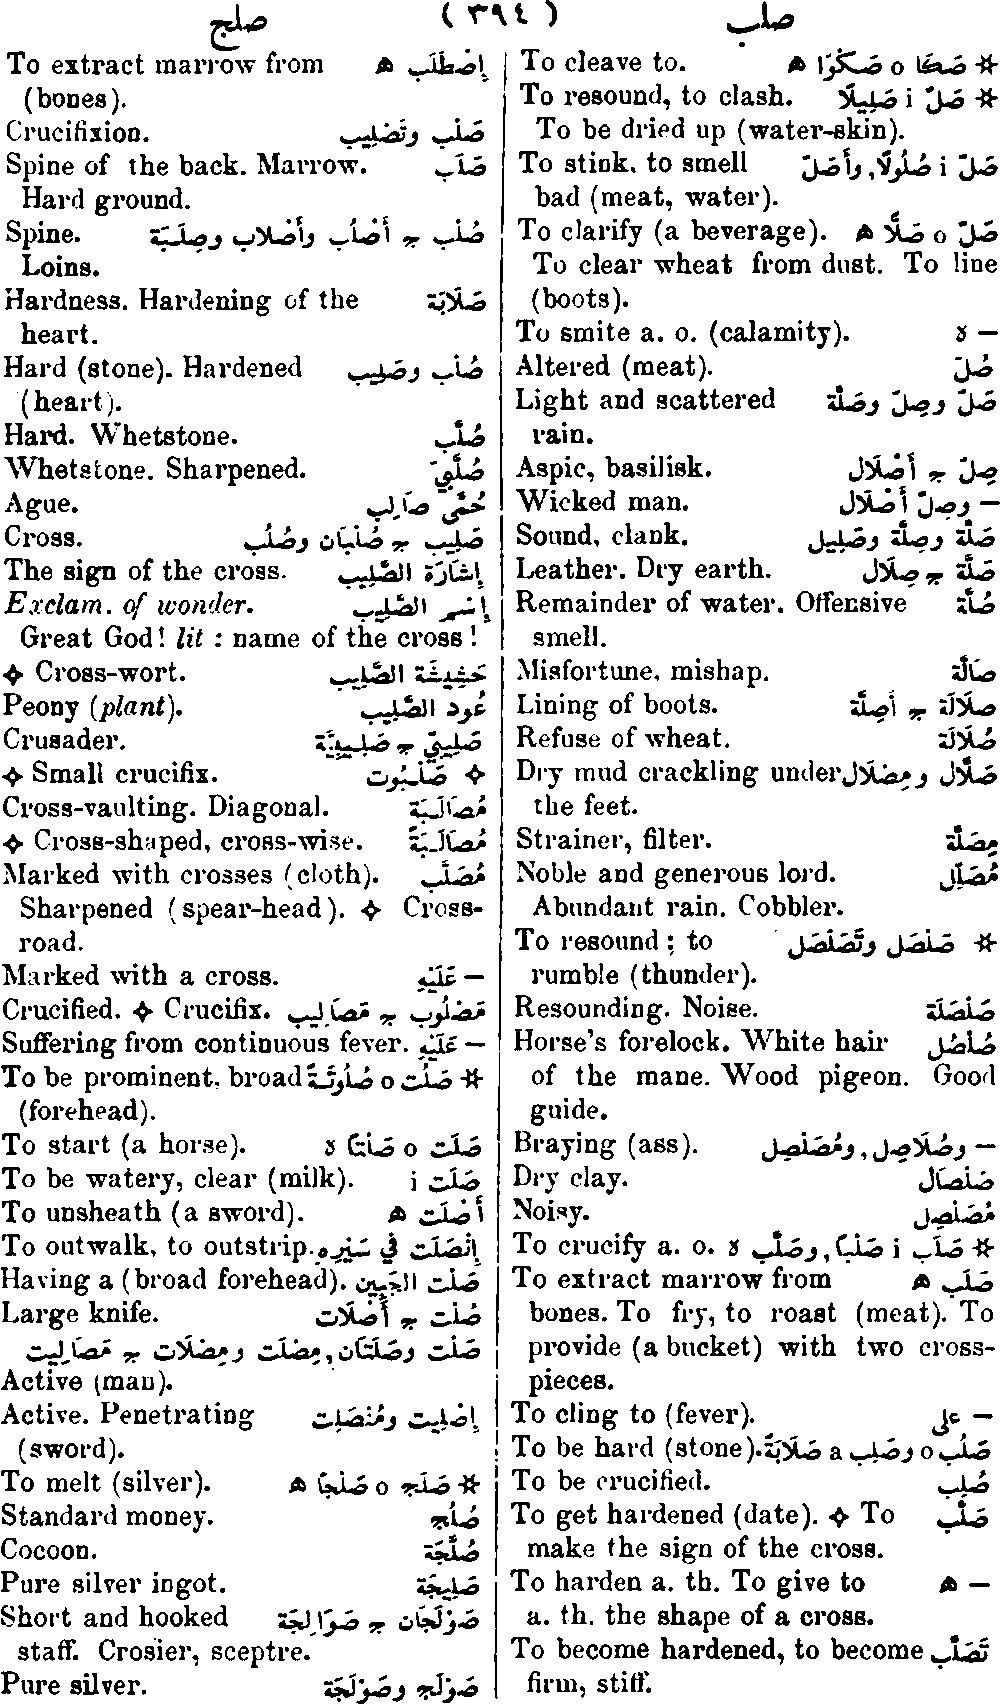 صلب ( ٣٩٤ ) صلج
To cleave to. ✲ صَكَا o صَكْوًا ه
To resound, to clash. ✲ صَلَّ i صَلِيلًا
To be dried up (water-skin).
To stink, to smell صَلَّ i صُلُولًا, وأَصَلَّ
bad (meat, water).
To clarify (a beverage). صَلَّ o صَلًّا ه
To clear wheat from dust. To line
(boots).
To smite a. o. (calamity). — ه
Altered (meat). صُلّ
Light and scattered صَلّ وصِلّ وصَلَّة
rain.
Aspic, basilisk. صِلّ ج أَصْلَال
Wicked man. — وصِلّ أَصْلَال
Sound, clank. صَلَّة وصِلَّة وصَلِيل
Leather. Dry earth. صَلَّة ج صِلَال
Remainder of water. Offensive صُلَّة
smell.
Misfortune, mishap. صَالَّة
Lining of boots. صِلَالَة ج أَصِلَّة
Refuse of wheat. صُلَالَة
Dry mud crackling under صَلَّال ومِصْلَال
the feet.
Strainer, filter. مِصَلَّة
Noble and generous lord. مُصَلِّل
Abundant rain. Cobbler.
To resound ; to ✲ صَلْصَل وتَصَلْصَل
rumble (thunder).
Resounding. Noise. صَلْصَلَة
Horse's forelock. White hair صُلْصُل
of the mane. Wood pigeon. Good
guide.
Braying (ass). — وصُلَاصِل, ومُصَلْصِل
Dry clay. صَلْصَال
Noisy. مُصَلْصِل
To crucify a. o. ✲ صَلَب i صَلْبًا, وصَلَّب ه
To extract marrow from صَلَب ه
bones. To fry, to roast (meat). To
provide (a bucket) with two cross-
pieces.
To cling to (fever). — على
To be hard (stone). صَلُب o وصَلِب a صَلَابَةً
To be crucified. صُلِب
To get hardened (date). ✧ To صَلَّب
make the sign of the cross.
To harden a. th. To give to — ه
a. th. the shape of a cross.
To become hardened, to become تَصَلَّب
firm, stiff.
To extract marrow from إِصْطَلَب ه
(bones).
Crucifixion. صَلْب وتَصْلِيب
Spine of the back. Marrow. صَلَب
Hard ground.
Spine. صُلْب ج أَصْلُب وأَصْلَاب وصِلَبَة
Loins.
Hardness. Hardening of the صَلَابَة
heart.
Hard (stone). Hardened صُلْب وصَلِيب
(heart).
Hard. Whetstone. صُلَّب
Whetstone. Sharpened. صُلَّبِيّ
Ague. حُمَّى صَالِب
Cross. صَلِيب ج صُلْبَان وصُلُب
The sign of the cross. إِشَارَة الصَّلِيب
Exclam. of wonder. إِسْم الصَّلِيب
Great God! lit : name of the cross!
✧ Cross-wort. حَشِيشَة الصَّلِيب
Peony (plant). عُود الصَّلِيب
Crusader. صَلِيبِيّ ج صَلِيبِيَّة
✧ Small crucifix. ✧ صَلْبُوت
Cross-vaulting. Diagonal. مُصَالَبَة
✧ Cross-shaped, cross-wise. مُصَالَبَةً
Marked with crosses (cloth). مُصَلَّب
Sharpened (spear-head). ✧ Cross-
road.
Marked with a cross. — عَلَيْهِ
Crucified. ✧ Crucifix. مَصْلُوب ج مَصَالِيب
Suffering from continuous fever. — عَلَيْهِ
To be prominent, broad ✲ صَلُت o صُلُوتَةً
(forehead).
To start (a horse). صَلَت o صَلْتًا ه
To be watery, clear (milk). صَلَت i
To unsheath (a sword). أَصْلَت ه
To outwalk, to outstrip. إِنْصَلَت في سَيْرِهِ
Having a (broad forehead). صَلْت الجَبِين
Large knife. صُلْت ج أَصْلَات
صَلْت وصَلَتَان, مِصْلَت ومِصْلَات ج مَصَالِيت
Active (man).
Active. Penetrating إِصْلِيت ومُنْصَلِت
(sword).
To melt (silver). ✲ صَلَج o صَلْجًا ه
Standard money. صُلُج
Cocoon. صُلَّجَة
Pure silver ingot. صَلِيجَة
Short and hooked صَوْلَجَان ج صَوَالِجَة
staff. Crosier, sceptre.
Pure silver. صَوْلَج وصَوْلَجَة